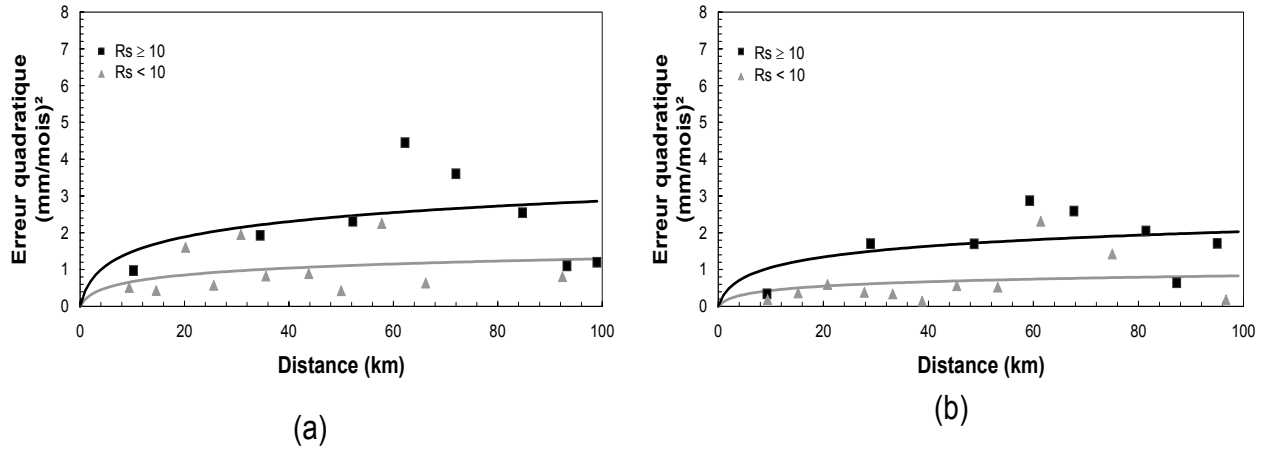 8
7
6
5
4
3
2
1
0
Erreur quadratique
(mm/mois)²
Rs ≥ 10
Rs < 10
0 20 40 60 80 100
Distance (km)
(a)
8
7
6
5
4
3
2
1
0
Erreur quadratique
(mm/mois)²
Rs ≥ 10
Rs < 10
0 20 40 60 80 100
Distance (km)
(b)